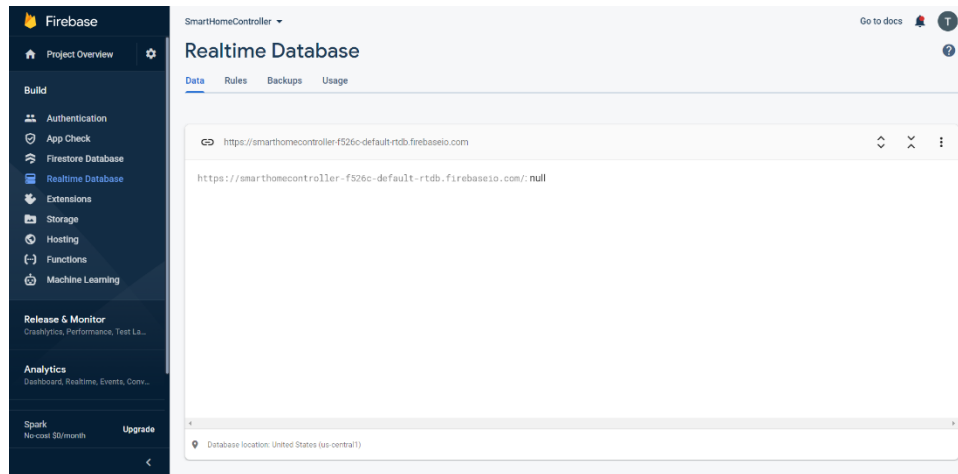 Firebase
Project Overview
Build
Authentication
App Check
Firestore Database
Realtime Database
Extensions
Storage
Hosting
Functions
Machine Learning
Release & Monitor
Crashlytics, Performance, Test La...
Analytics
Dashboard, Realtime, Events, Conv...
Spark
No-cost $0/month
Upgrade
SmartHomeController
Go to docs
T
Realtime Database
Data Rules Backups Usage
https://smarthomecontroller-f526c-default-rtdb.firebaseio.com
https://smarthomecontroller-f526c-default-rtdb.firebaseio.com/: null
Database location: United States (us-central1)